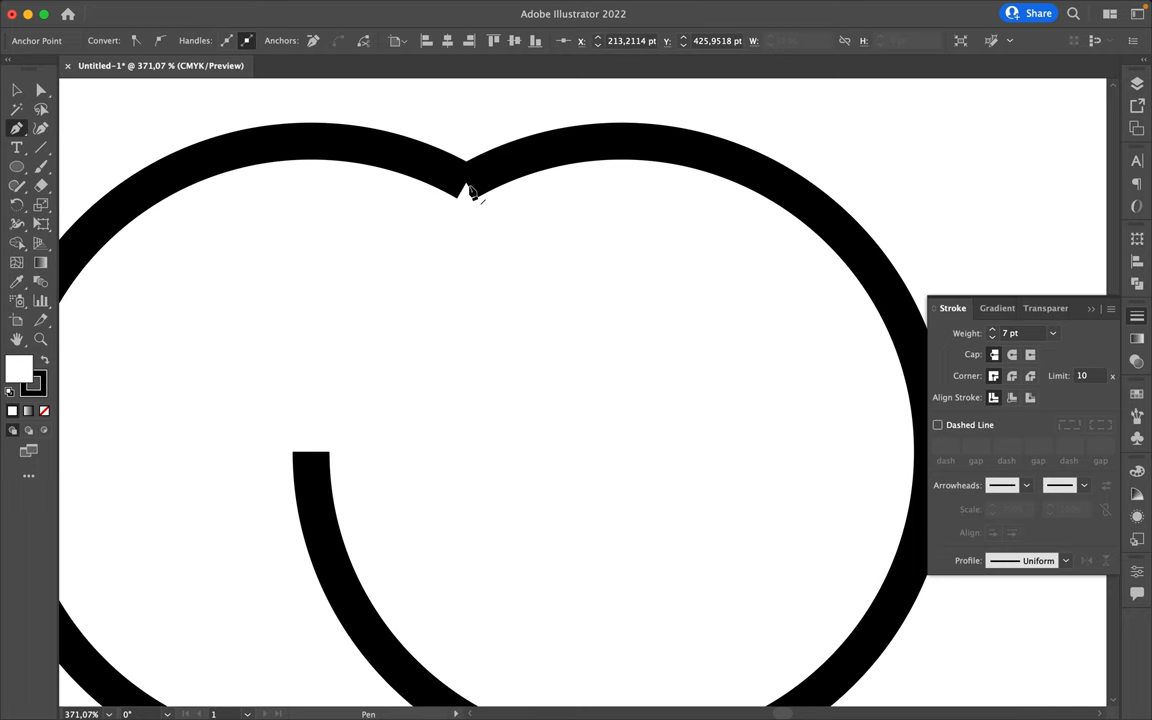 Adobe Illustrator 2022
Share
Anchor Point
Convert:
Handles:
Anchors:
X:
213,2114 pt
Y:
425,9518 pt
W:
H:
× Untitled-1* @ 371,07 % (CMYK/Preview)
Stroke
Gradient
Transparer
Weight:
7 pt
Cap:
Corner:
Limit:
10
x
Align Stroke:
Dashed Line
dash
gap
dash
gap
dash
gap
Arrowheads:
Scale:
Align:
Profile:
Uniform
371,07%
0°
1
Pen